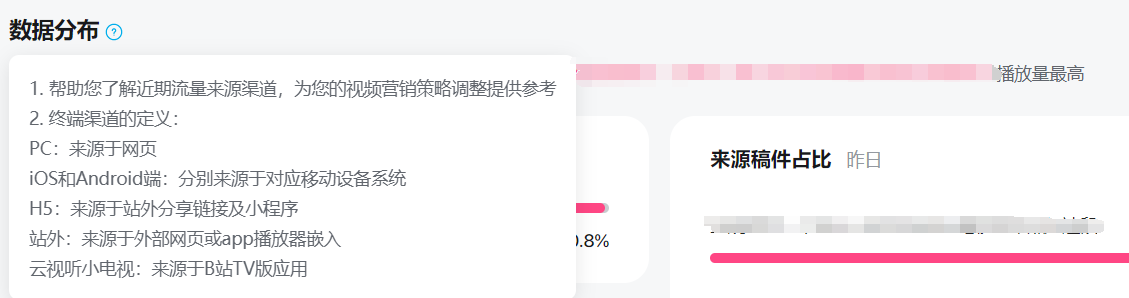 数据分布
1. 帮助您了解近期流量来源渠道，为您的视频营销策略调整提供参考
播放量最高
2. 终端渠道的定义：
PC：来源于网页
iOS和Android端：分别来源于对应移动设备系统
H5：来源于站外分享链接及小程序
站外：来源于外部网页或app播放器嵌入
云视听小电视：来源于B站TV版应用
0.8%
来源稿件占比 昨日